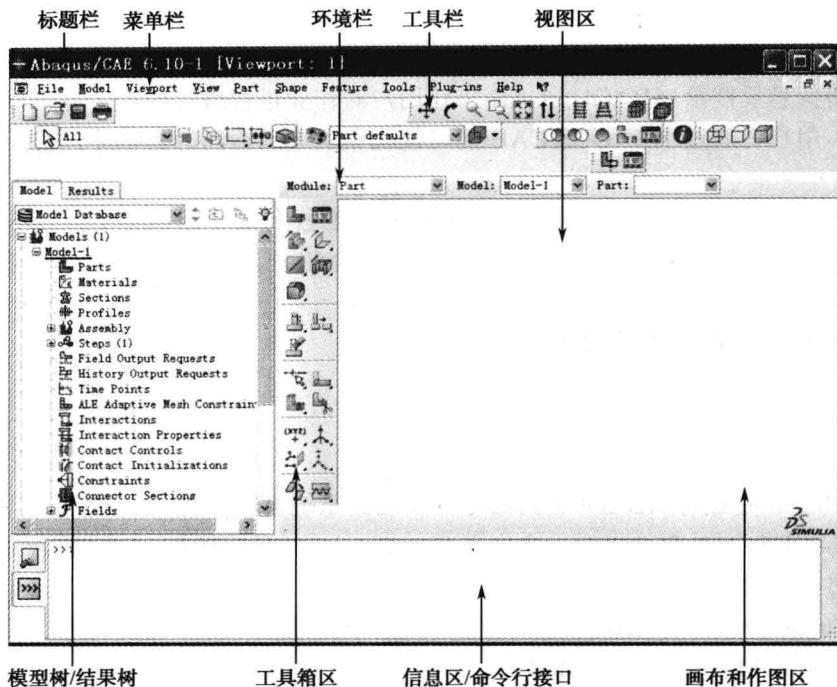 标题栏 菜单栏 环境栏 工具栏 视图区
Abaqus/CAE 6.10-1 [Viewport: 1]
File Model Viewport View Part Shape Feature Tools Plug-ins Help
All Part defaults
Model Results
Module: Part Model: Model-1 Part:
Model Database
Models (1)
Model-1
Parts
Materials
Sections
Profiles
Assembly
Steps (1)
Field Output Requests
History Output Requests
Time Points
ALE Adaptive Mesh Constrain
Interactions
Interaction Properties
Contact Controls
Contact Initializations
Constraints
Connector Sections
Fields
(XYZ)
SIMULIA
>>>
>>>
模型树/结果树 工具箱区 信息区/命令行接口 画布和作图区